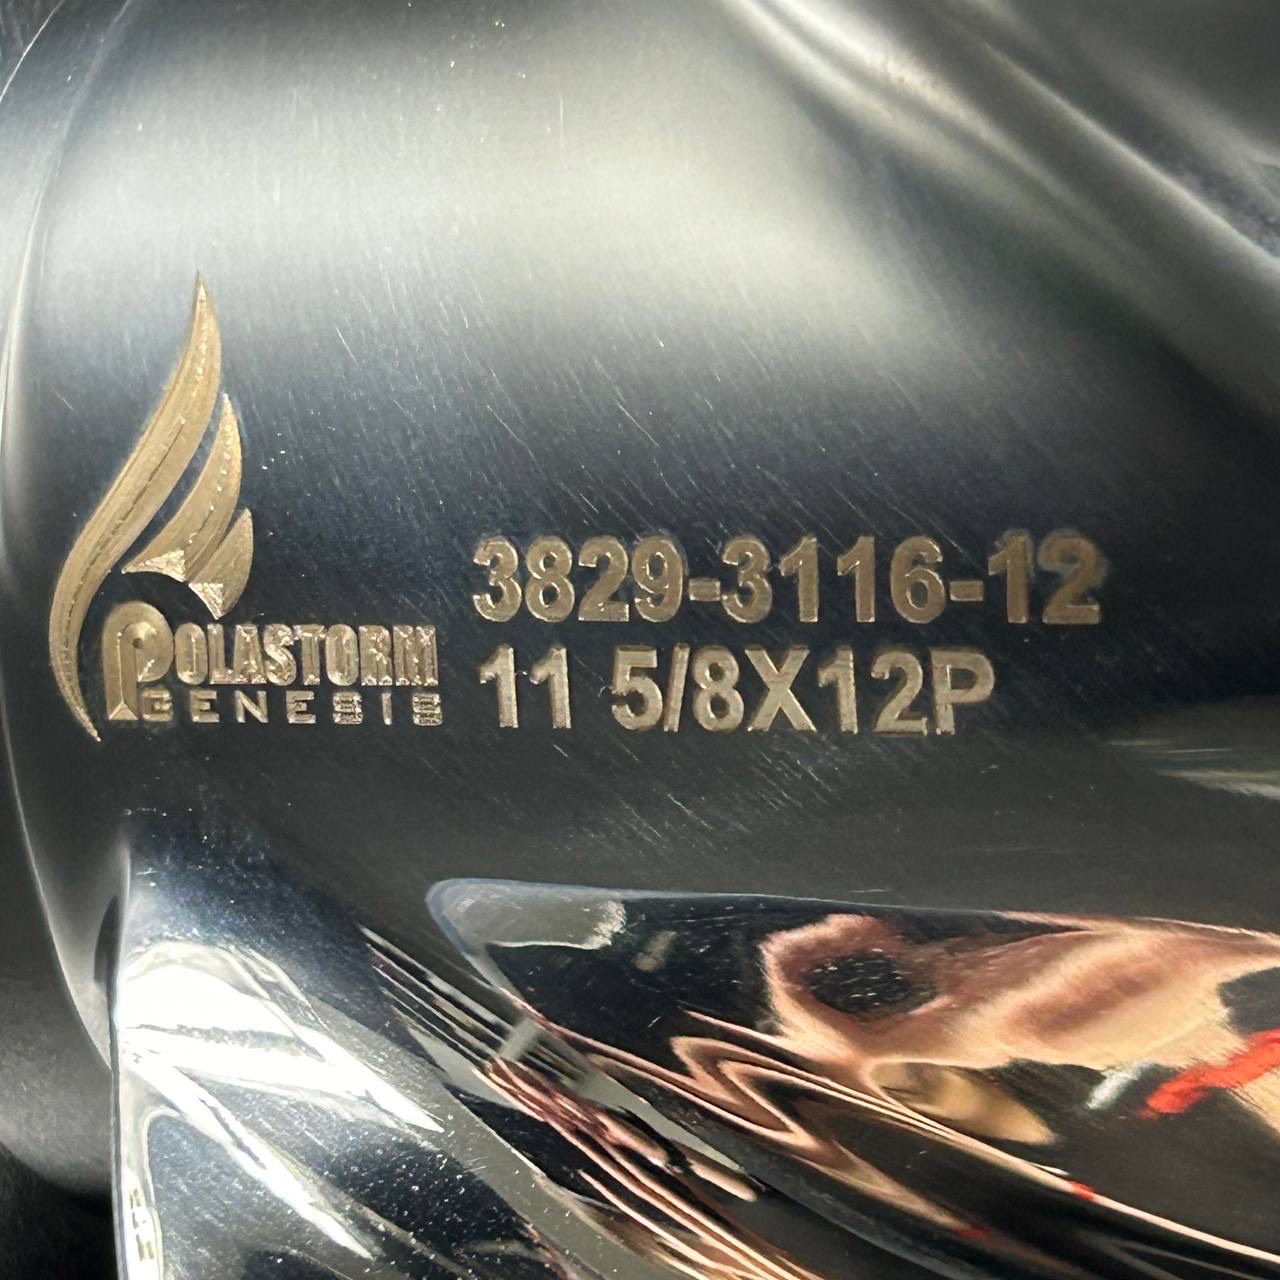 POLASTORM
GENESIS
3829-3116-12
11 5/8X12P